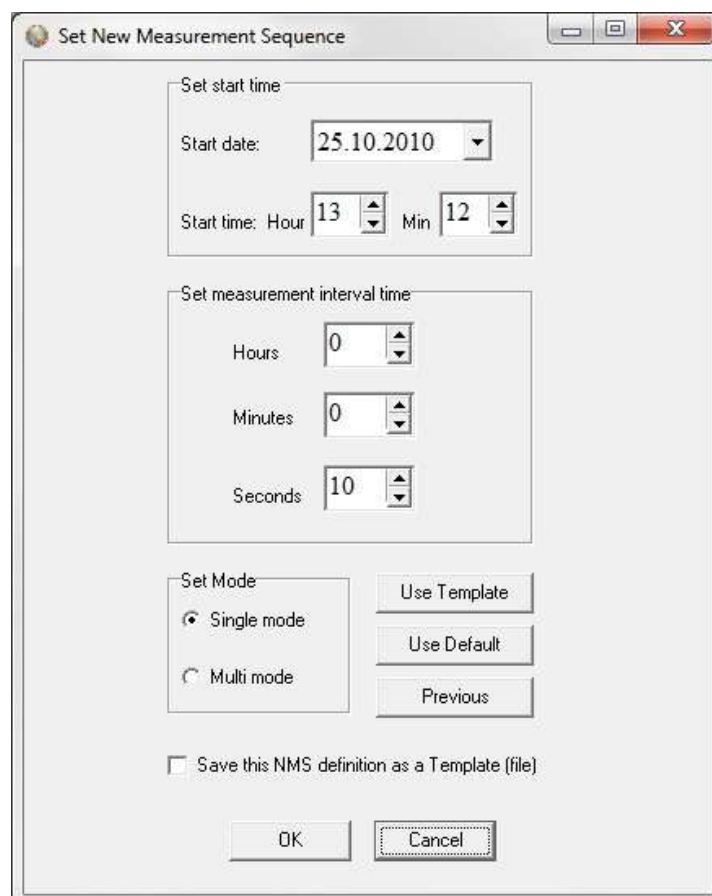 Set New Measurement Sequence
Set start time
Start date: 25.10.2010
Start time: Hour 13 Min 12
Set measurement interval time
Hours 0
Minutes 0
Seconds 10
Set Mode
Single mode
Multi mode
Use Template
Use Default
Previous
Save this NMS definition as a Template (file)
OK Cancel